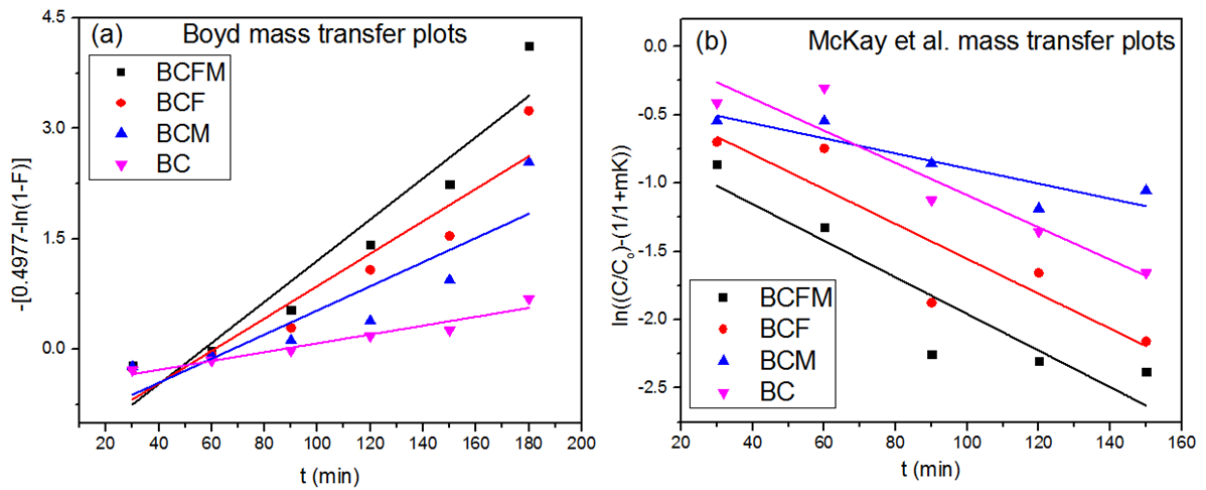 (a) Boyd mass transfer plots
BCFM
BCF
BCM
BC
-[0.4977-ln(1-F)]
4.5
3.0
1.5
0.0
20 40 60 80 100 120 140 160 180 200
t (min)
(b) McKay et al. mass transfer plots
BCFM
BCF
BCM
BC
ln((C/C₀)-(1/1+mK))
0.0
-0.5
-1.0
-1.5
-2.0
-2.5
20 40 60 80 100 120 140 160
t (min)